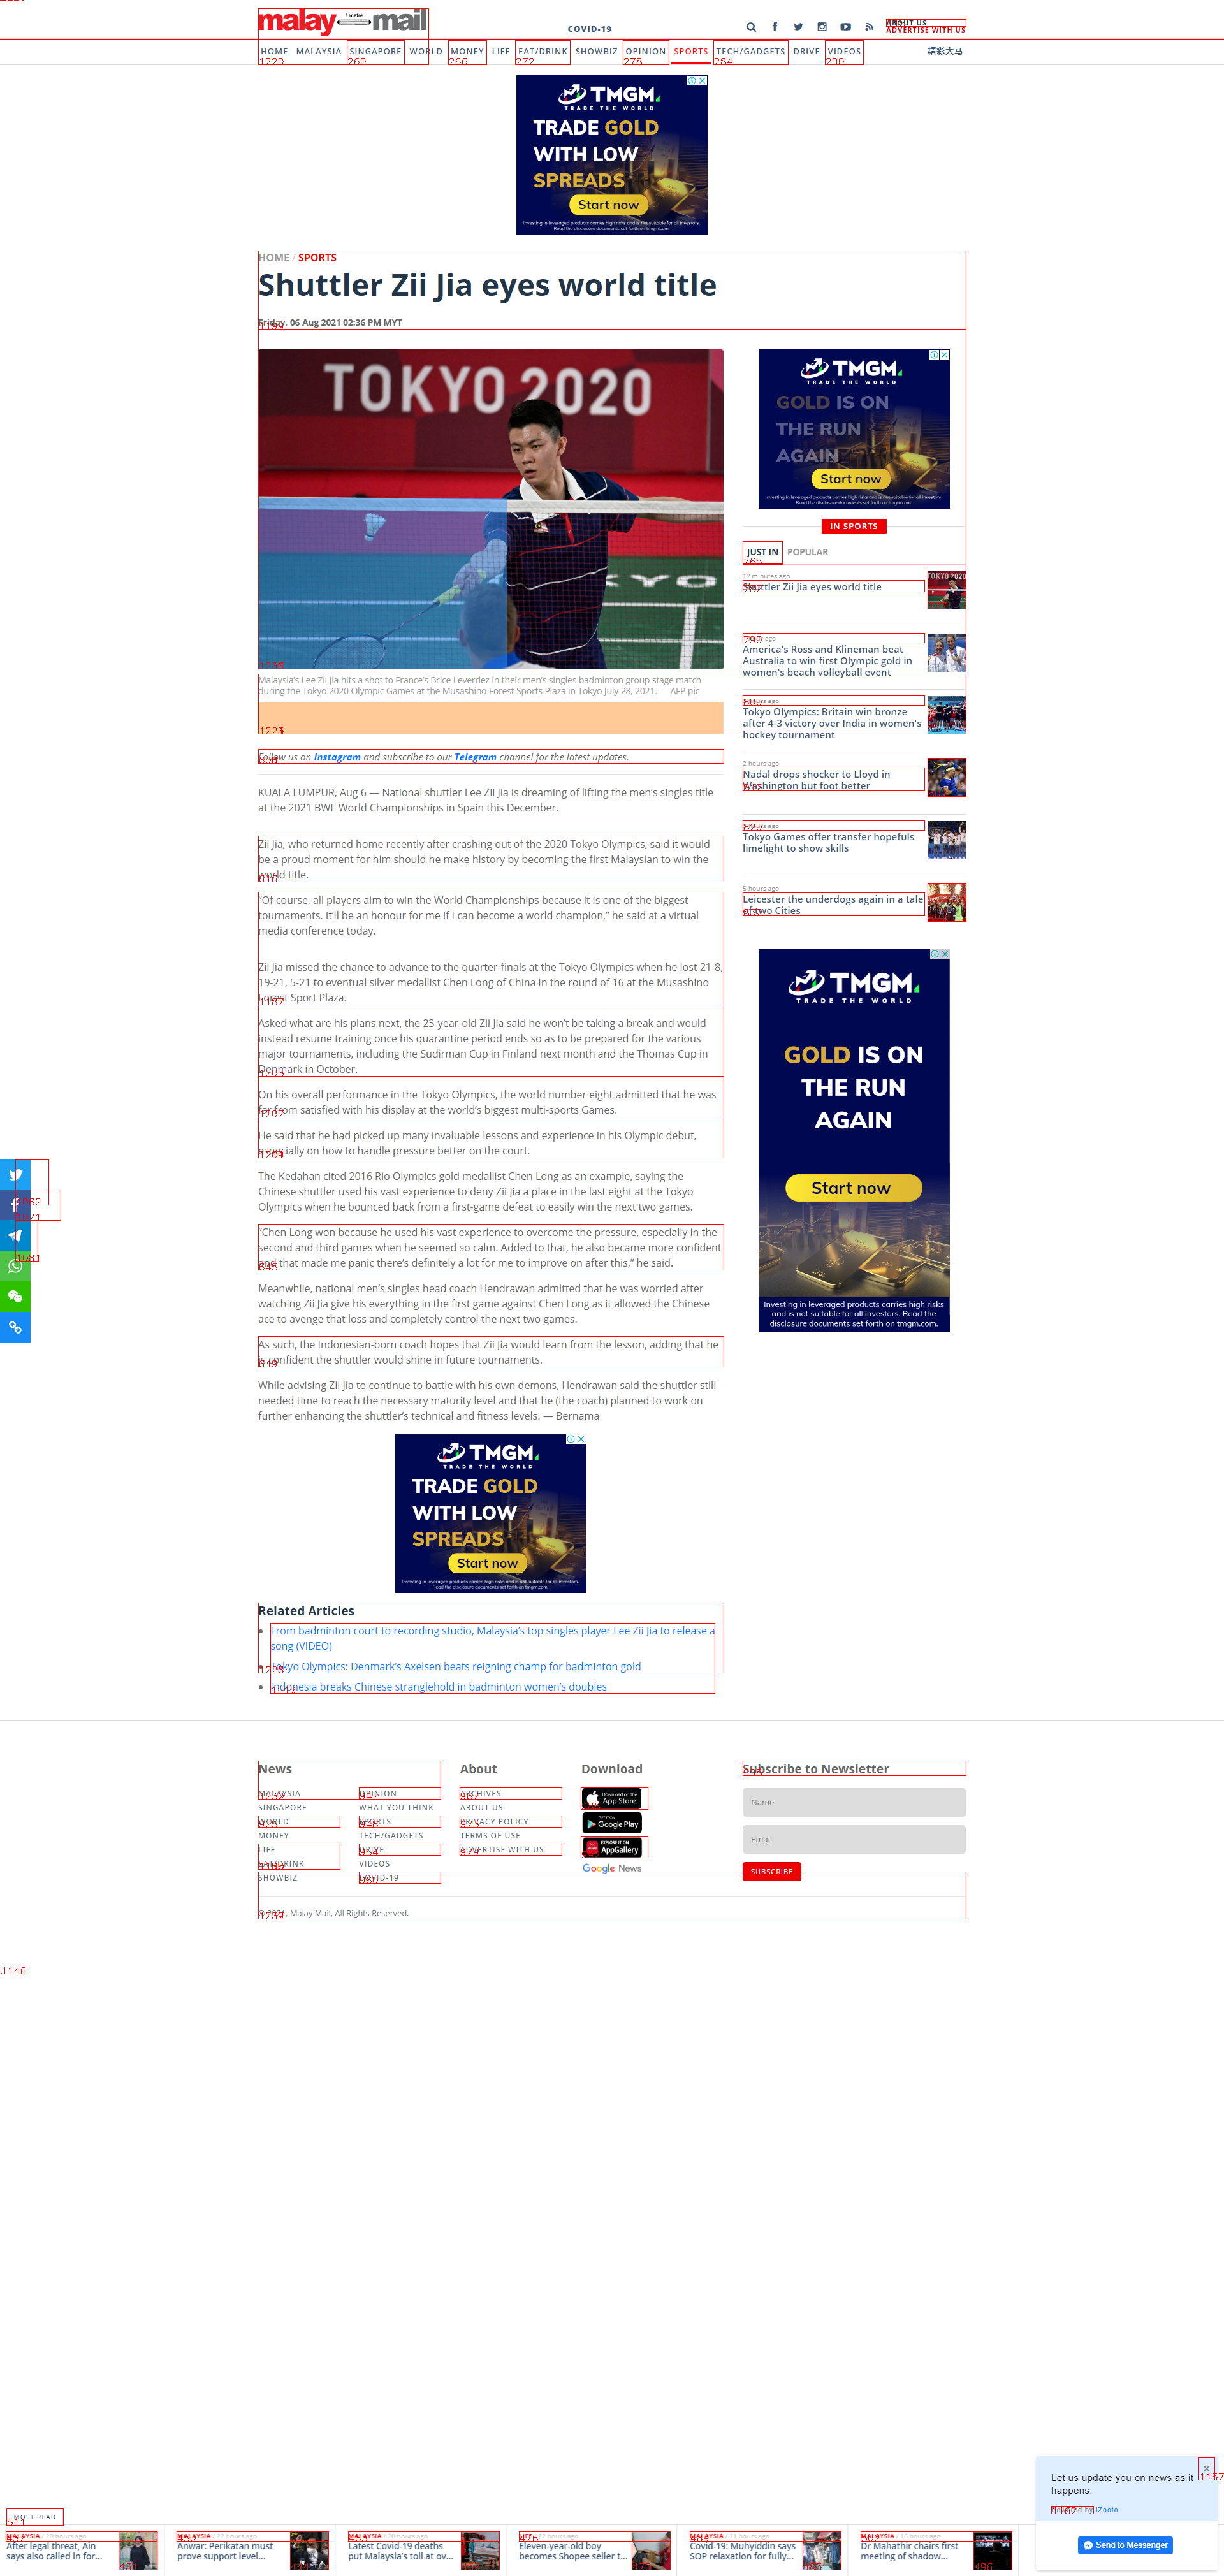 malay mail
1 metre
COVID-19
ABOUT US
ADVERTISE WITH US
HOME MALAYSIA SINGAPORE WORLD MONEY LIFE EAT/DRINK SHOWBIZ OPINION SPORTS TECH/GADGETS DRIVE VIDEOS 精彩大马
1220 260 266 272 278 284 290
TMGM
TRADE THE WORLD
TRADE GOLD
WITH LOW
SPREADS
Start now
HOME / SPORTS
Shuttler Zii Jia eyes world title
Friday, 06 Aug 2021 02:36 PM MYT
TOKYO 2020
Malaysia's Lee Zii Jia hits a shot to France's Brice Leverdez in their men's singles badminton group stage match
during the Tokyo 2020 Olympic Games at the Musashino Forest Sports Plaza in Tokyo July 28, 2021. — AFP pic
Follow us on Instagram and subscribe to our Telegram channel for the latest updates.
KUALA LUMPUR, Aug 6 — National shuttler Lee Zii Jia is dreaming of lifting the men's singles title
at the 2021 BWF World Championships in Spain this December.
Zii Jia, who returned home recently after crashing out of the 2020 Tokyo Olympics, said it would
be a proud moment for him should he make history by becoming the first Malaysian to win the
world title.
"Of course, all players aim to win the World Championships because it is one of the biggest
tournaments. It'll be an honour for me if I can become a world champion," he said at a virtual
media conference today.
Zii Jia missed the chance to advance to the quarter-finals at the Tokyo Olympics when he lost 21-8,
19-21, 5-21 to eventual silver medallist Chen Long of China in the round of 16 at the Musashino
Forest Sport Plaza.
Asked what are his plans next, the 23-year-old Zii Jia said he won't be taking a break and would
instead resume training once his quarantine period ends so as to be prepared for the various
major tournaments, including the Sudirman Cup in Finland next month and the Thomas Cup in
Denmark in October.
On his overall performance in the Tokyo Olympics, the world number eight admitted that he was
far from satisfied with his display at the world's biggest multi-sports Games.
He said that he had picked up many invaluable lessons and experience in his Olympic debut,
especially on how to handle pressure better on the court.
The Kedahan cited 2016 Rio Olympics gold medallist Chen Long as an example, saying the
Chinese shuttler used his vast experience to deny Zii Jia a place in the last eight at the Tokyo
Olympics when he bounced back from a first-game defeat to easily win the next two games.
"Chen Long won because he used his vast experience to overcome the pressure, especially in the
second and third games when he seemed so calm. Added to that, he also became more confident
and that made me panic there's definitely a lot for me to improve on after this," he said.
Meanwhile, national men's singles head coach Hendrawan admitted that he was worried after
watching Zii Jia give his everything in the first game against Chen Long as it allowed the Chinese
ace to avenge that loss and completely control the next two games.
As such, the Indonesian-born coach hopes that Zii Jia would learn from the lesson, adding that he
is confident the shuttler would shine in future tournaments.
While advising Zii Jia to continue to battle with his own demons, Hendrawan said the shuttler still
needed time to reach the necessary maturity level and that he (the coach) planned to work on
further enhancing the shuttler's technical and fitness levels. — Bernama
TMGM
TRADE THE WORLD
GOLD IS ON
THE RUN
AGAIN
Start now
IN SPORTS
JUST IN POPULAR
12 minutes ago
Shuttler Zii Jia eyes world title
America's Ross and Klineman beat
Australia to win first Olympic gold in
women's beach volleyball event
Tokyo Olympics: Britain win bronze
after 4-3 victory over India in women's
hockey tournament
2 hours ago
Nadal drops shocker to Lloyd in
Washington but foot better
Tokyo Games offer transfer hopefuls
limelight to show skills
5 hours ago
Leicester the underdogs again in a tale
of two Cities
TMGM
TRADE THE WORLD
GOLD IS ON
THE RUN
AGAIN
Start now
Investing in leveraged products carries high risks
and is not suitable for all investors. Read the
disclosure documents set forth on tmgm.com.
TMGM
TRADE THE WORLD
TRADE GOLD
WITH LOW
SPREADS
Start now
Related Articles
From badminton court to recording studio, Malaysia's top singles player Lee Zii Jia to release a
song (VIDEO)
Tokyo Olympics: Denmark's Axelsen beats reigning champ for badminton gold
Indonesia breaks Chinese stranglehold in badminton women's doubles
News
MALAYSIA
SINGAPORE
WORLD
MONEY
LIFE
EAT/DRINK
SHOWBIZ
OPINION
WHAT YOU THINK
SPORTS
TECH/GADGETS
DRIVE
VIDEOS
COVID-19
About
ARCHIVES
ABOUT US
PRIVACY POLICY
TERMS OF USE
ADVERTISE WITH US
Download
Download on the
App Store
GET IT ON
Google Play
EXPLORE IT ON
AppGallery
Google News
Subscribe to Newsletter
Name
Email
SUBSCRIBE
© 2021, Malay Mail, All Rights Reserved.
1146
Let us update you on news as it
happens.
Powered by iZooto
Send to Messenger
MOST READ
MALAYSIA / 20 hours ago
After legal threat, Ain
says also called in for...
MALAYSIA / 22 hours ago
Anwar: Perikatan must
prove support level...
MALAYSIA / 20 hours ago
Latest Covid-19 deaths
put Malaysia's toll at ov...
Eleven-year-old boy
becomes Shopee seller t...
MALAYSIA / 21 hours ago
Covid-19: Muhyiddin says
SOP relaxation for fully...
MALAYSIA / 16 hours ago
Dr Mahathir chairs first
meeting of shadow...